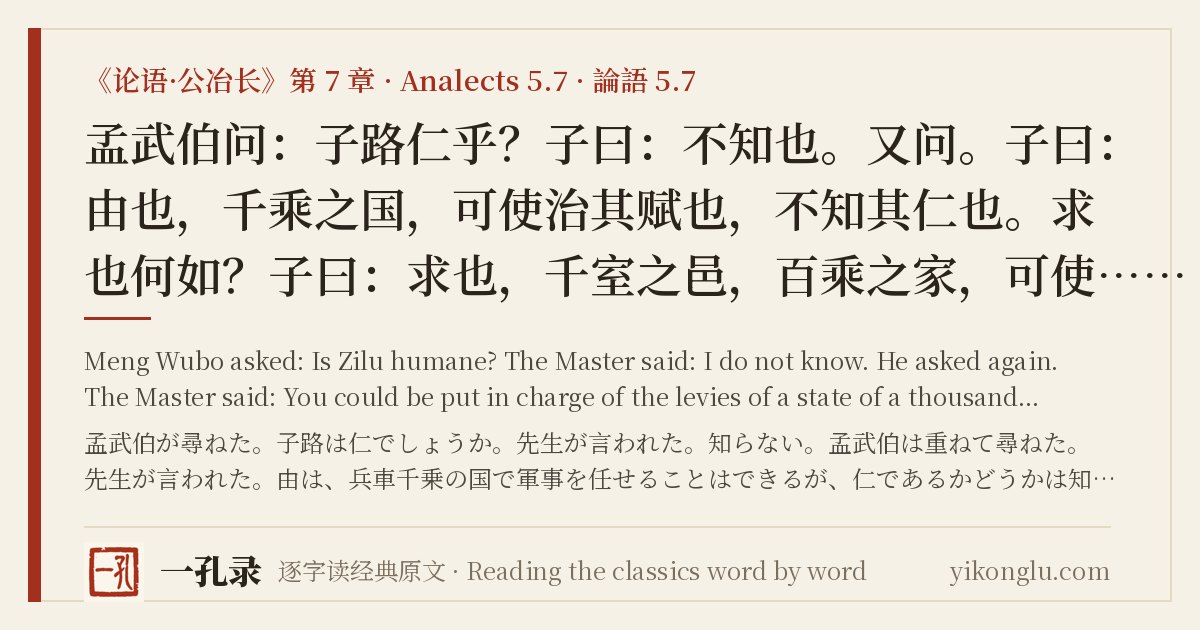 《论语·公冶长》第 7 章 · Analects 5.7 · 論語 5.7
孟武伯问：子路仁乎？子曰：不知也。又问。子曰：
由也，千乘之国，可使治其赋也，不知其仁也。求
也何如？子曰：求也，千室之邑，百乘之家，可使……
Meng Wubo asked: Is Zilu humane? The Master said: I do not know. He asked again.
The Master said: You could be put in charge of the levies of a state of a thousand...
孟武伯が尋ねた。子路は仁でしょうか。先生が言われた。知らない。孟武伯は重ねて尋ねた。
先生が言われた。由は、兵車千乗の国で軍事を任せることはできるが、仁であるかどうかは知…
一孔
一孔录 逐字读经典原文 · Reading the classics word by word yikonglu.com